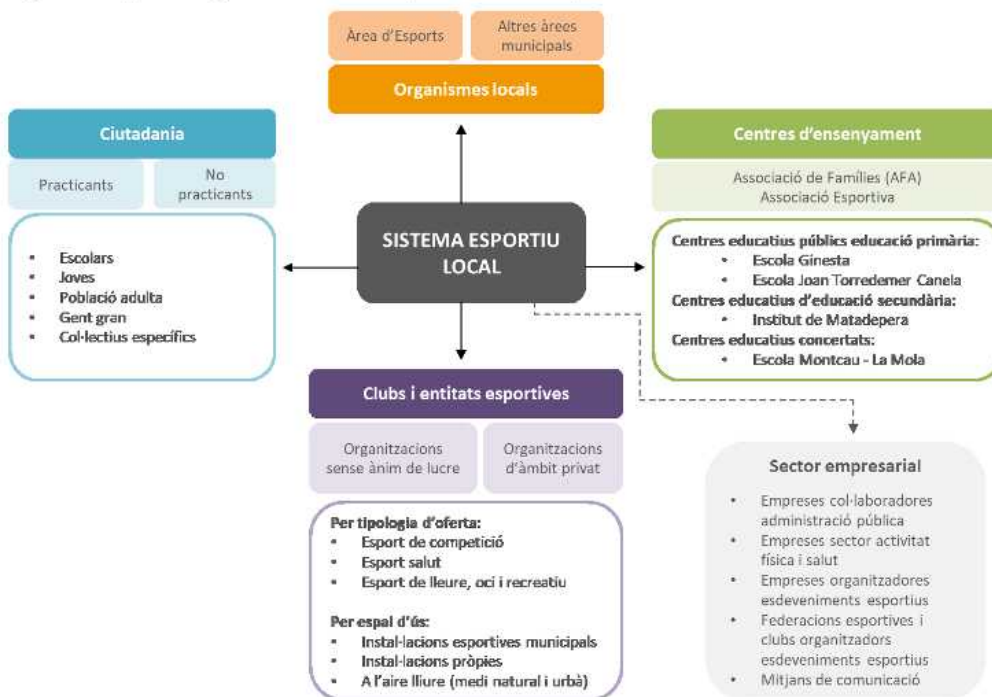 Àrea d'Esports
Altres àrees
municipals
Organismes locals
Ciutadania
Practicants
No
practicants
▪ Escolars
▪ Joves
▪ Població adulta
▪ Gent gran
▪ Col·lectius específics
SISTEMA ESPORTIU
LOCAL
Centres d'ensenyament
Associació de Famílies (AFA)
Associació Esportiva
Centres educatius públics educació primària:
▪ Escola Ginesta
▪ Escola Joan Torredemer Canela
Centres educatius d'educació secundària:
▪ Institut de Matadepera
Centres educatius concertats:
▪ Escola Montcau - La Mola
Clubs i entitats esportives
Organitzacions
sense ànim de lucre
Organitzacions
d'àmbit privat
Per tipologia d'oferta:
▪ Esport de competició
▪ Esport salut
▪ Esport de lleure, oci i recreatiu
Per espai d'ús:
▪ Instal·lacions esportives municipals
▪ Instal·lacions pròpies
▪ A l'aire lliure (medi natural i urbà)
Sector empresarial
• Empreses col·laboradores
administració pública
• Empreses sector activitat
física i salut
• Empreses organitzadores
esdeveniments esportius
• Federacions esportives i
clubs organitzadors
esdeveniments esportius
• Mitjans de comunicació